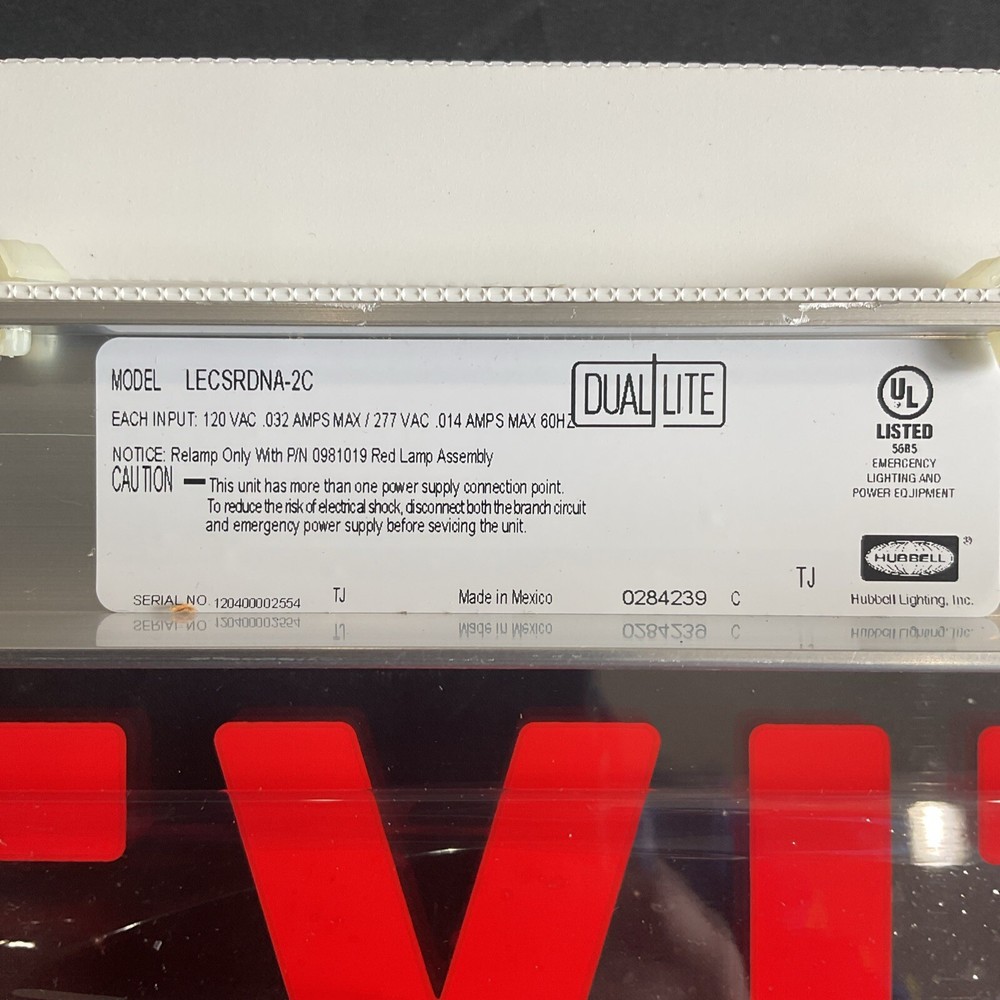 MODEL LECSRDNA-2C
DUAL LITE
EACH INPUT: 120 VAC .032 AMPS MAX / 277 VAC .014 AMPS MAX 60HZ
NOTICE: Relamp Only With P/N 0981019 Red Lamp Assembly
CAUTION — This unit has more than one power supply connection point.
To reduce the risk of electrical shock, disconnect both the branch circuit
and emergency power supply before sevicing the unit.
UL
LISTED
56B5
EMERGENCY
LIGHTING AND
POWER EQUIPMENT
HUBBELL ®
Hubbell Lighting, Inc.
TJ
SERIAL NO. 120400002554 TJ Made in Mexico 0284239 C
EXIT